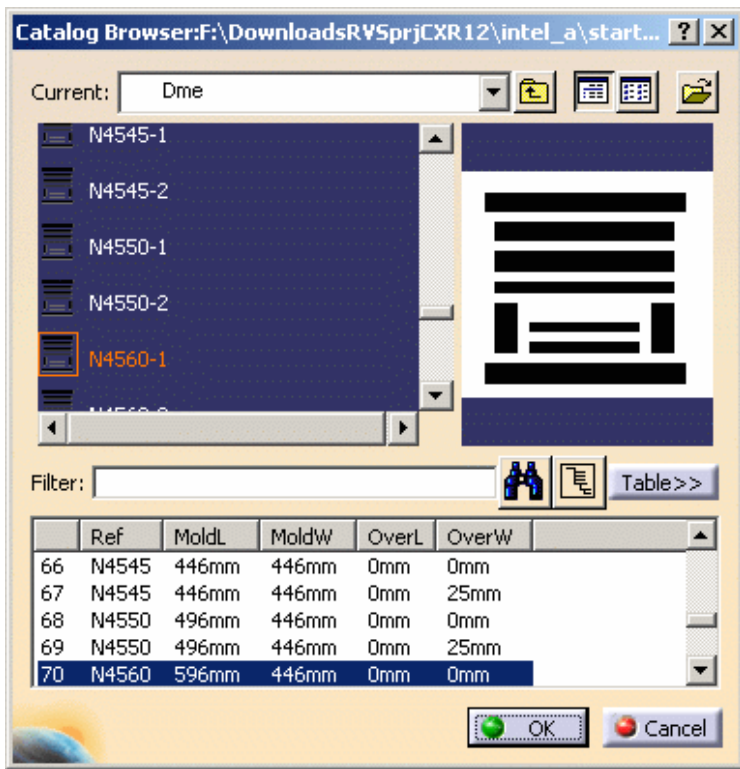 Catalog Browser:F:\DownloadsRVSprjCXR12\intel_a\start... ? X
Current: Dme
N4545-1
N4545-2
N4550-1
N4550-2
N4560-1
Filter: Table>>
Ref MoldL MoldW OverL OverW
66 N4545 446mm 446mm 0mm 0mm
67 N4545 446mm 446mm 0mm 25mm
68 N4550 496mm 446mm 0mm 0mm
69 N4550 496mm 446mm 0mm 25mm
70 N4560 596mm 446mm 0mm 0mm
OK Cancel